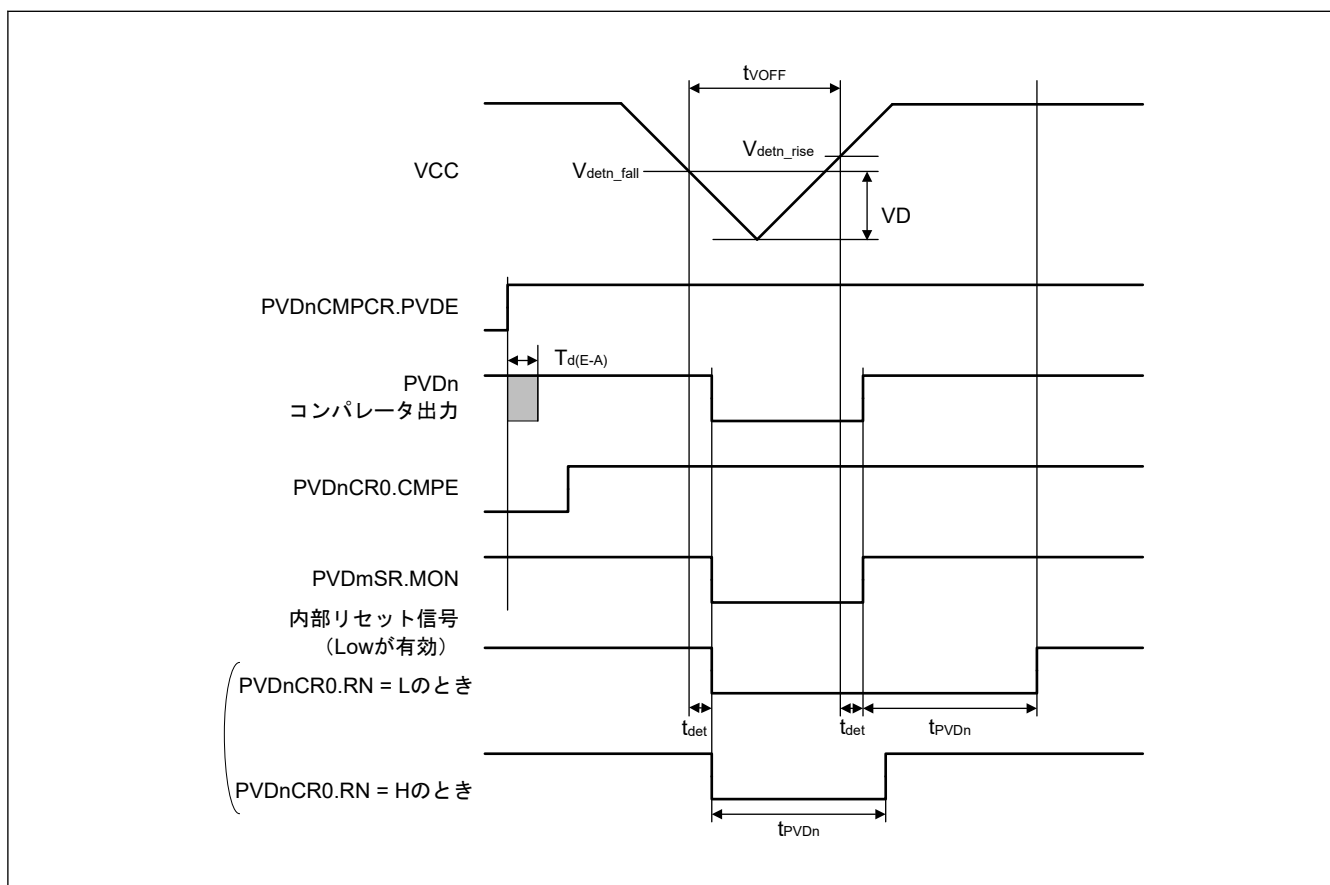 tVOFF
Vdetn_rise
VCC
Vdetn_fall
VD
PVDnCMPCR.PVDE
Td(E-A)
PVDn
コンパレータ出力
PVDnCR0.CMPE
PVDmSR.MON
内部リセット信号
（Lowが有効）
PVDnCR0.RN = Lのとき
tdet
tdet
tPVDn
PVDnCR0.RN = Hのとき
tPVDn